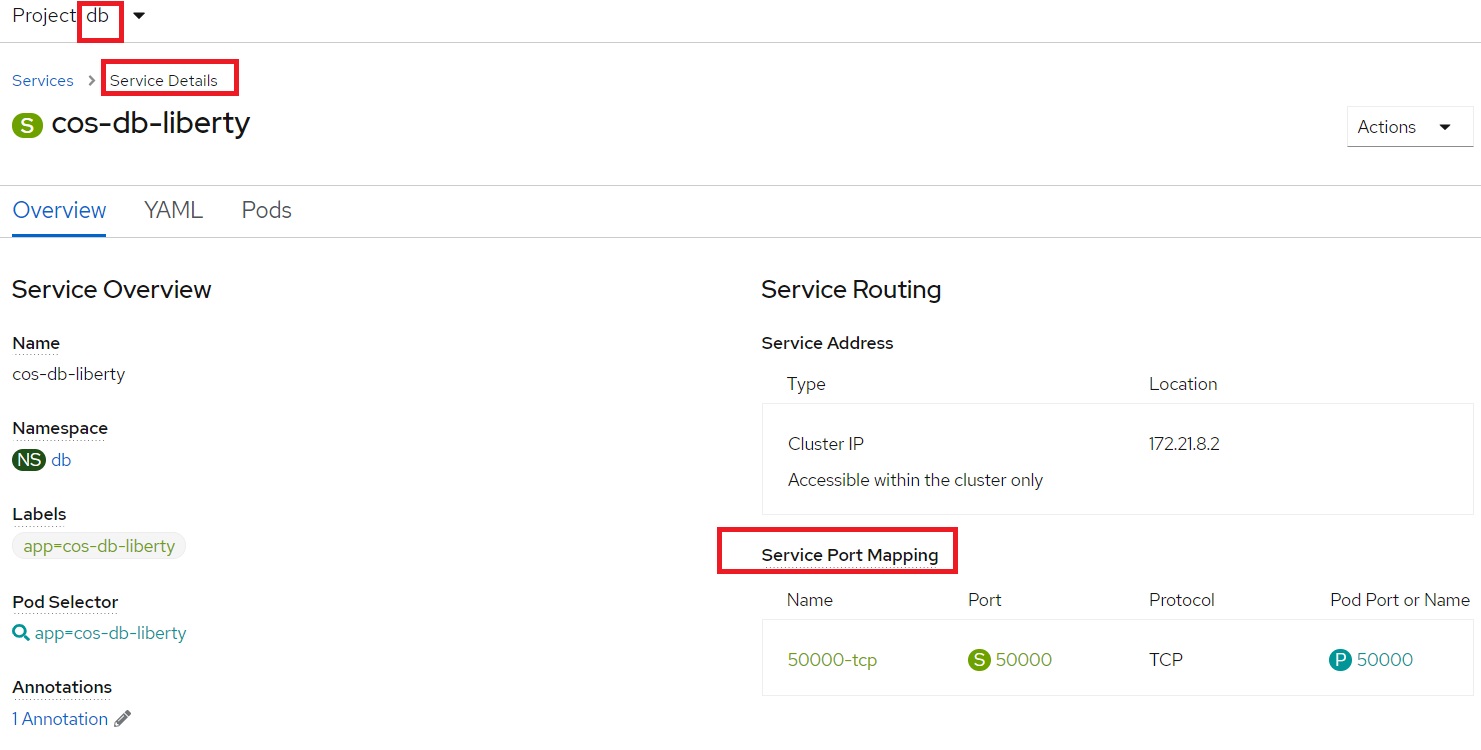 Project db
Services > Service Details
S cos-db-liberty
Actions
Overview YAML Pods
Service Overview
Name
cos-db-liberty
Namespace
NS db
Labels
app=cos-db-liberty
Pod Selector
app=cos-db-liberty
Annotations
1 Annotation
Service Routing
Service Address
Type Location
Cluster IP 172.21.8.2
Accessible within the cluster only
Service Port Mapping
Name Port Protocol Pod Port or Name
50000-tcp S 50000 TCP P 50000